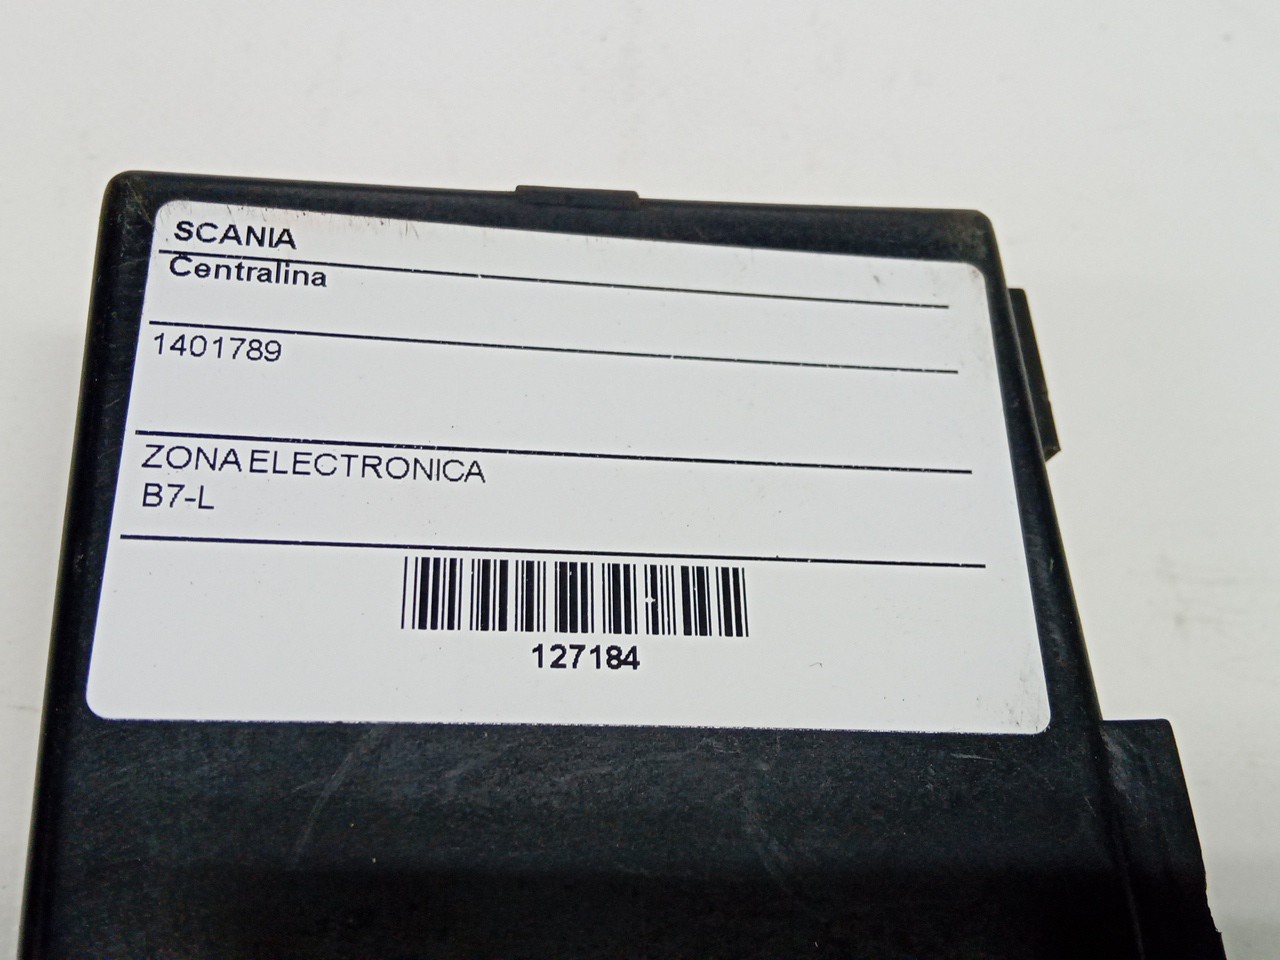 SCANIA
Centralina
1401789
ZONA ELECTRONICA
B7-L
127184